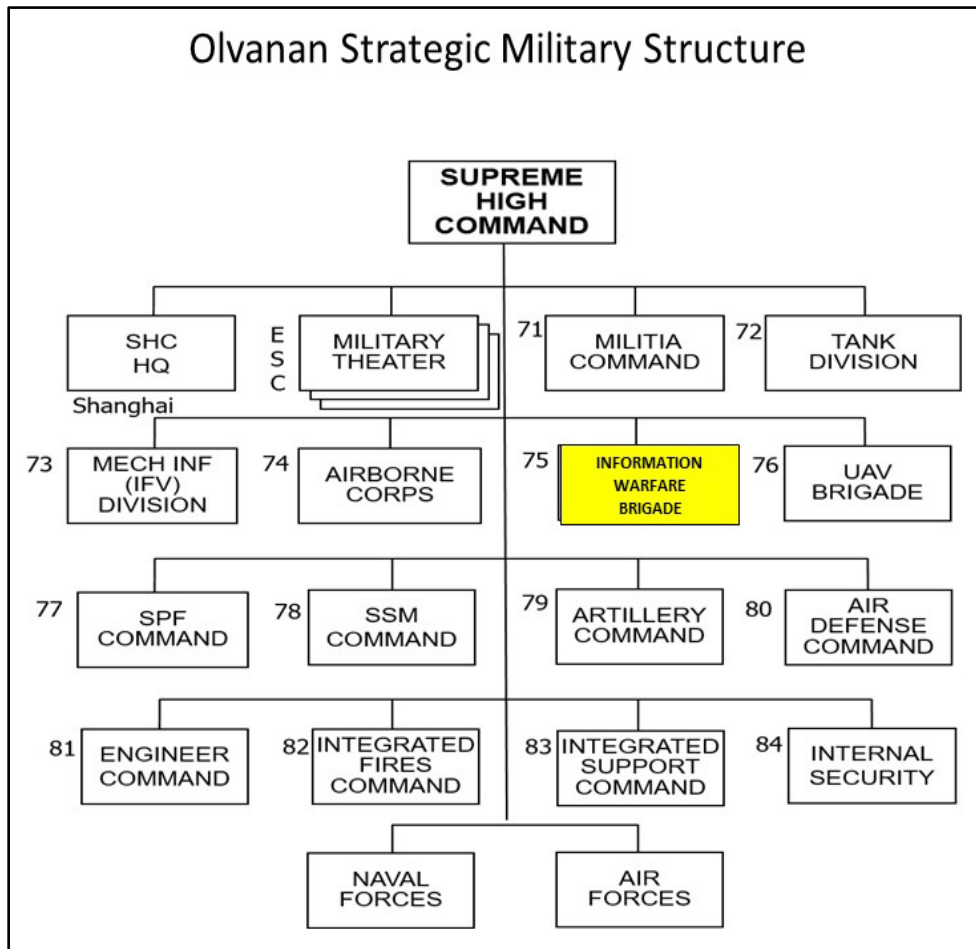 Olvanan Strategic Military Structure
SUPREME
HIGH
COMMAND
SHC
HQ
Shanghai
E
S
C
MILITARY
THEATER
71
MILITIA
COMMAND
72
TANK
DIVISION
73
MECH INF
(IFV)
DIVISION
74
AIRBORNE
CORPS
75
INFORMATION
WARFARE
BRIGADE
76
UAV
BRIGADE
77
SPF
COMMAND
78
SSM
COMMAND
79
ARTILLERY
COMMAND
80
AIR
DEFENSE
COMMAND
81
ENGINEER
COMMAND
82
INTEGRATED
FIRES
COMMAND
83
INTEGRATED
SUPPORT
COMMAND
84
INTERNAL
SECURITY
NAVAL
FORCES
AIR
FORCES